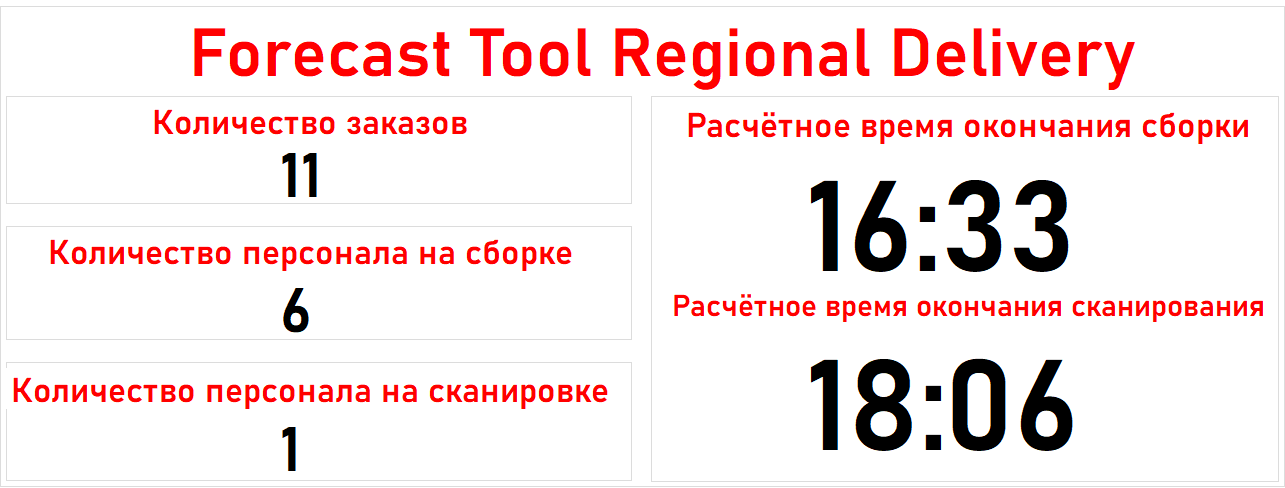 Forecast Tool Regional Delivery
Количество заказов
11
Количество персонала на сборке
6
Количество персонала на сканировке
1
Расчётное время окончания сборки
16:33
Расчётное время окончания сканирования
18:06